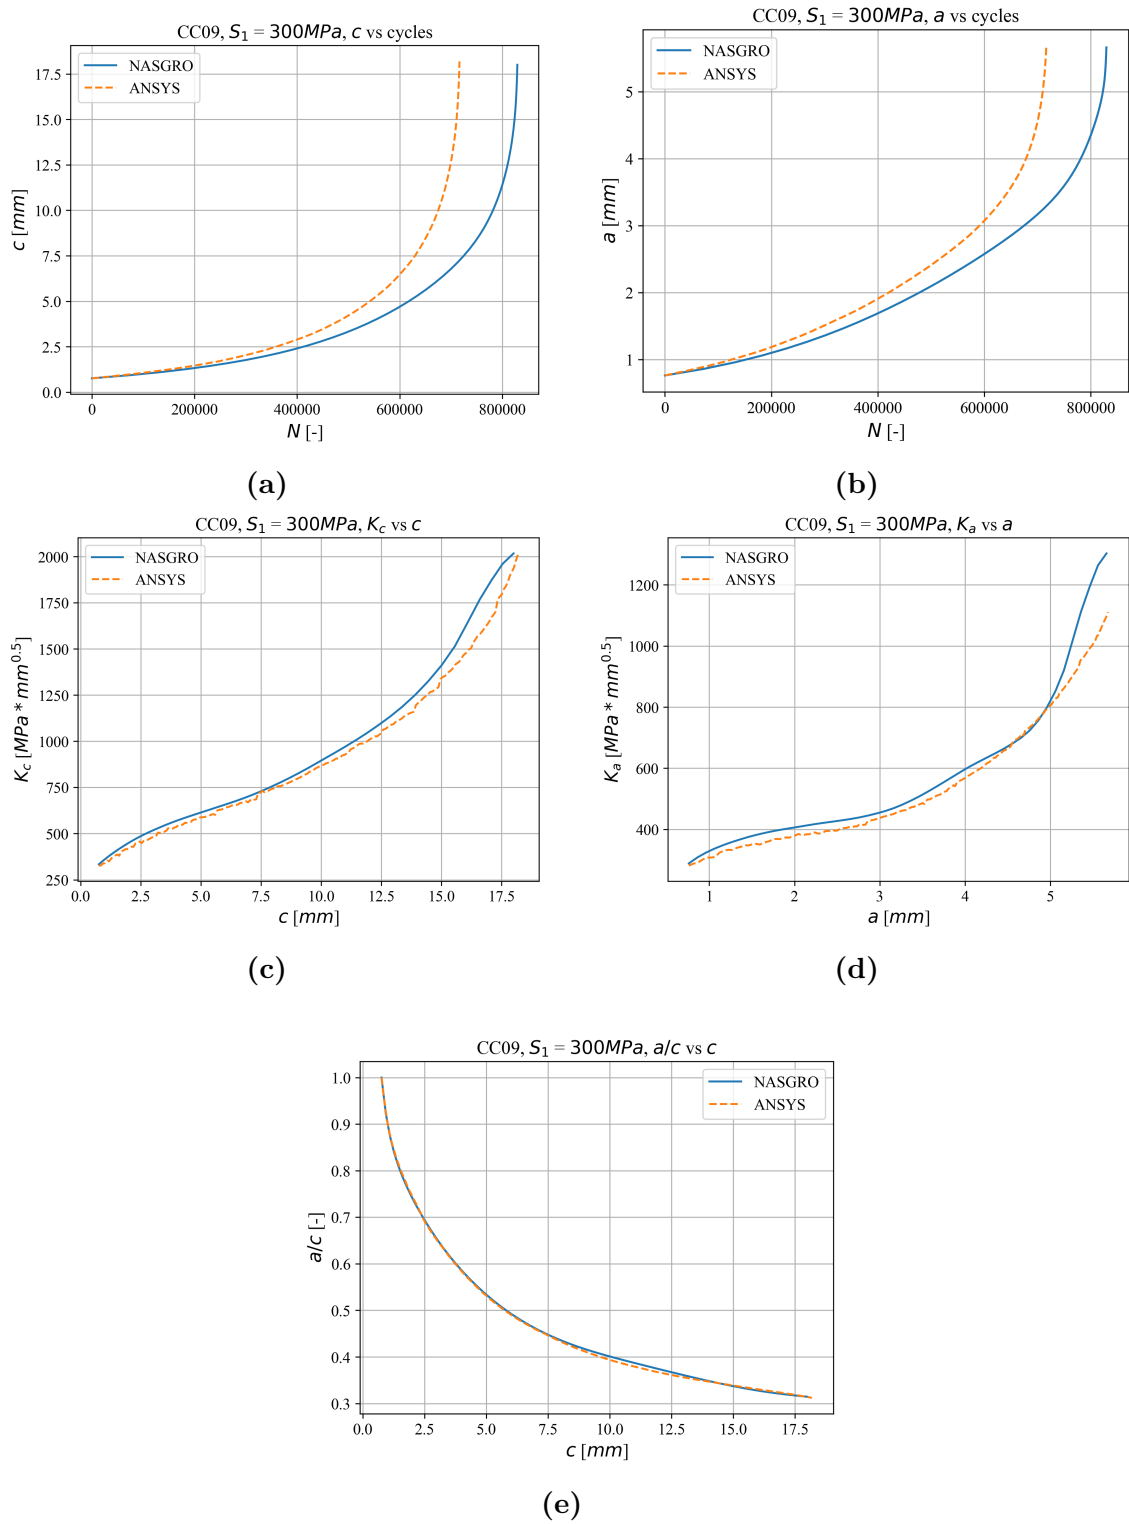 CC09, S₁ = 300MPa, c vs cycles
NASGRO
ANSYS
17.5
15.0
12.5
10.0
7.5
5.0
2.5
0.0
c [mm]
0 200000 400000 600000 800000
N [-]
(a)
CC09, S₁ = 300MPa, a vs cycles
NASGRO
ANSYS
5
4
3
2
1
a [mm]
0 200000 400000 600000 800000
N [-]
(b)
CC09, S₁ = 300MPa, K_c vs c
NASGRO
ANSYS
2000
1750
1500
1250
1000
750
500
250
K_c [MPa * mm^0.5]
0.0 2.5 5.0 7.5 10.0 12.5 15.0 17.5
c [mm]
(c)
CC09, S₁ = 300MPa, K_a vs a
NASGRO
ANSYS
1200
1000
800
600
400
K_a [MPa * mm^0.5]
1 2 3 4 5
a [mm]
(d)
CC09, S₁ = 300MPa, a/c vs c
NASGRO
ANSYS
1.0
0.9
0.8
0.7
0.6
0.5
0.4
0.3
a/c [-]
0.0 2.5 5.0 7.5 10.0 12.5 15.0 17.5
c [mm]
(e)